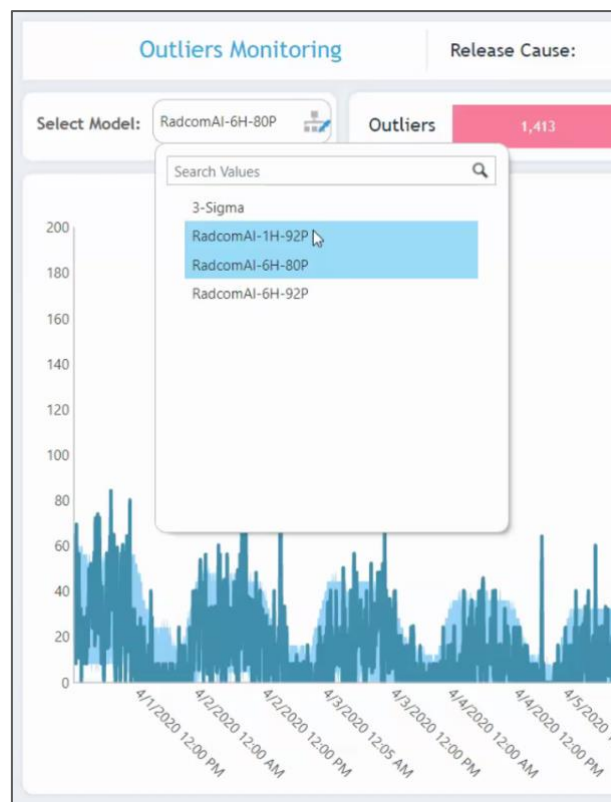 Outliers Monitoring
Release Cause:
Select Model:
RadcomAI-6H-80P
Outliers
1,413
Search Values
3-Sigma
RadcomAI-1H-92P
RadcomAI-6H-80P
RadcomAI-6H-92P
200
180
160
140
120
100
80
60
40
20
0
4/1/2020 12:00 PM
4/2/2020 12:00 AM
4/2/2020 12:00 PM
4/3/2020 12:05 AM
4/3/2020 12:00 PM
4/4/2020 12:00 AM
4/4/2020 12:00 PM
4/5/2020 1